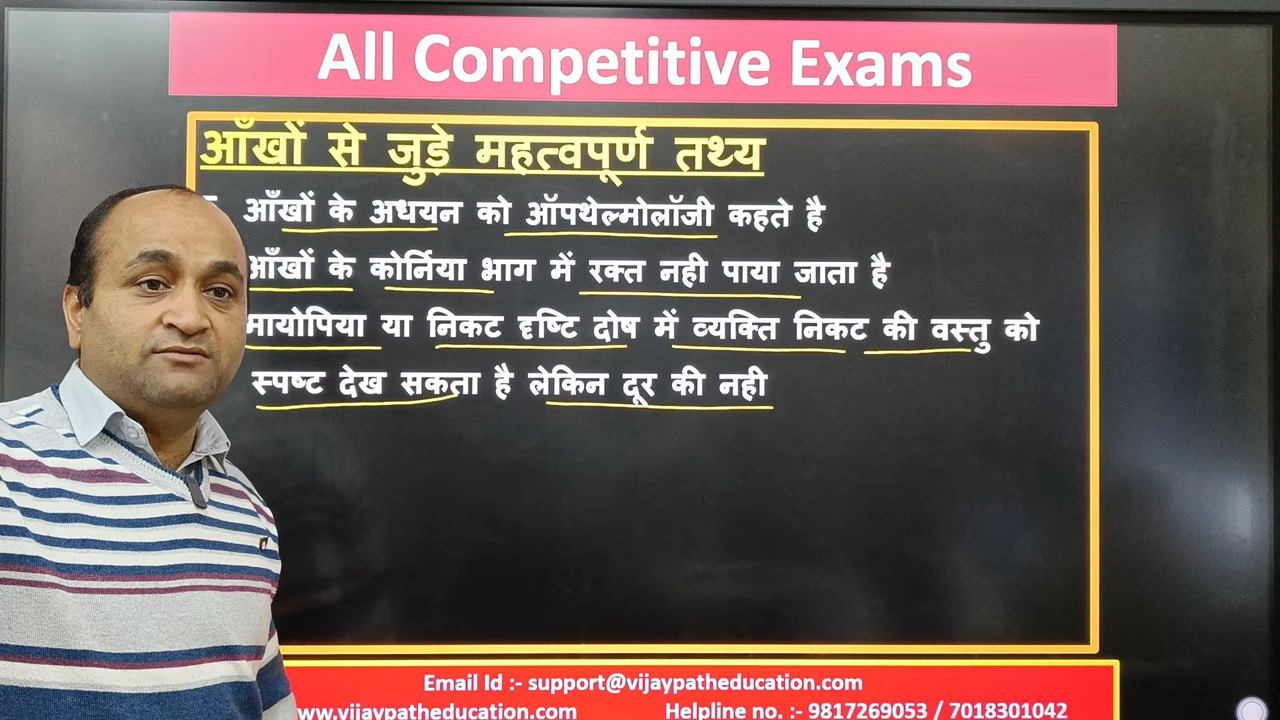 All Competitive Exams
आँखों से जुड़े महत्वपूर्ण तथ्य
आँखों के अधयन को ऑपथेल्मोलॉजी कहते है
आँखों के कोर्निया भाग में रक्त नही पाया जाता है
मायोपिया या निकट दृष्टि दोष में व्यक्ति निकट की वस्तु को
स्पष्ट देख सकता है लेकिन दूर की नही
Email Id :- support@vijaypatheducation.com
www.vijaypatheducation.com Helpline no. :- 9817269053 / 7018301042